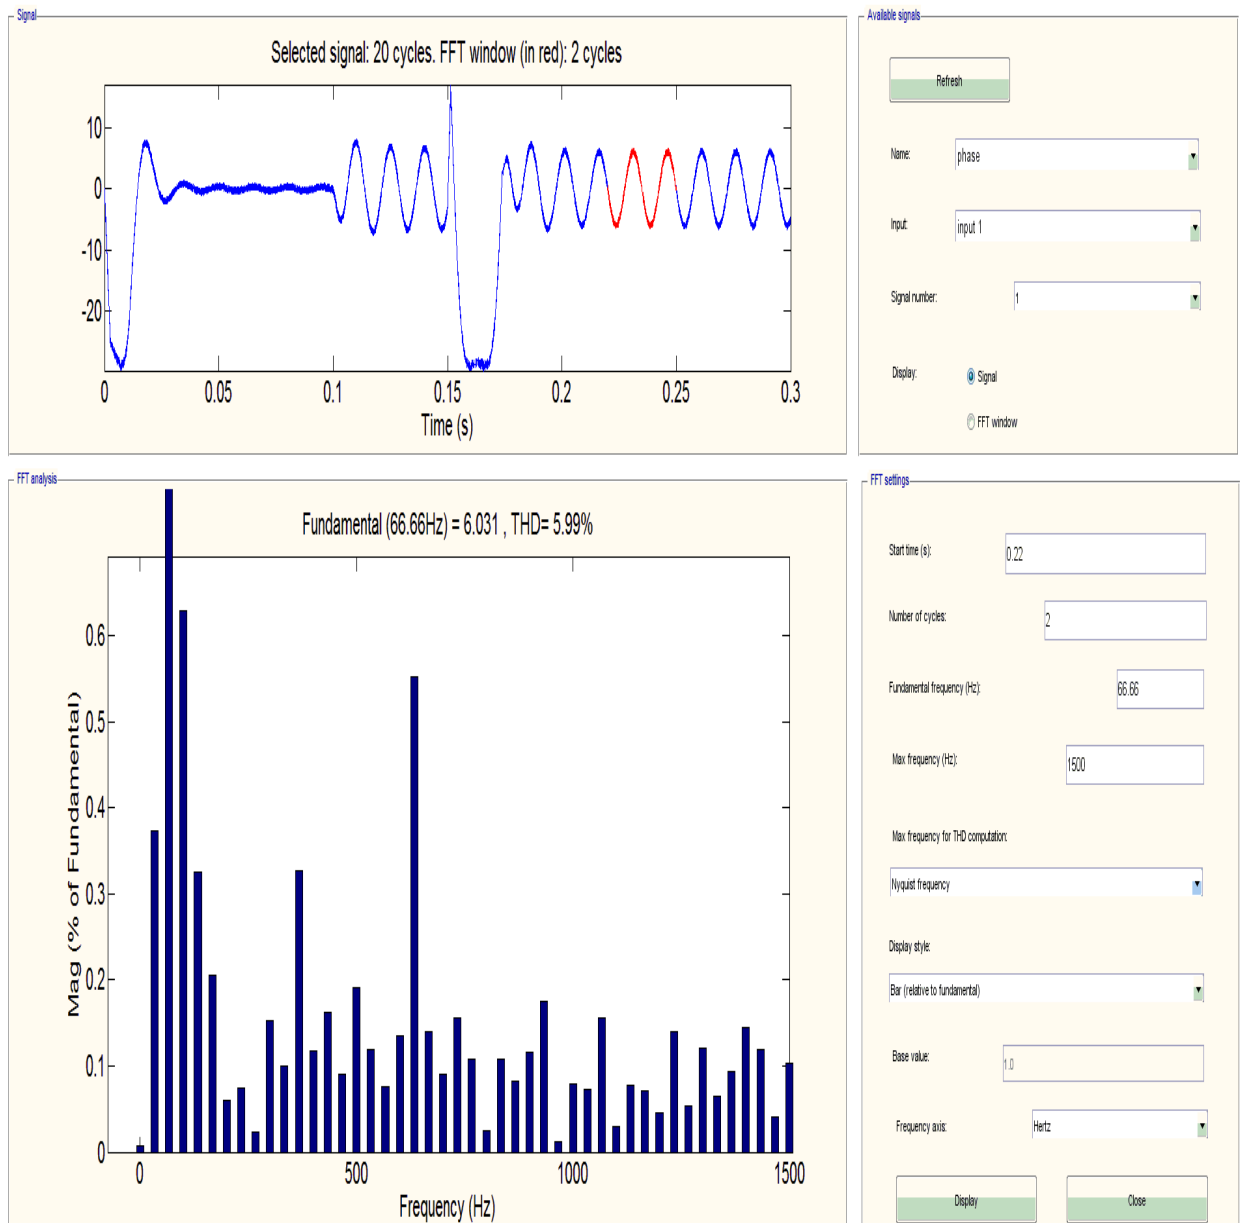 Signal
Selected signal: 20 cycles. FFT window (in red): 2 cycles
10
0
-10
-20
0 0.05 0.1 0.15 0.2 0.25 0.3
Time (s)
Available signals
Refresh
Name: phase
Input: input 1
Signal number: 1
Display: Signal
FFT window
FFT analysis
Fundamental (66.66Hz) = 6.031 , THD= 5.99%
Mag (% of Fundamental)
0.6
0.5
0.4
0.3
0.2
0.1
0
0 500 1000 1500
Frequency (Hz)
FFT settings
Start time (s): 0.22
Number of cycles: 2
Fundamental frequency (Hz): 66.66
Max frequency (Hz): 1500
Max frequency for THD computation:
Nyquist frequency
Display style:
Bar (relative to fundamental)
Base value: 1.0
Frequency axis: Hertz
Display Close